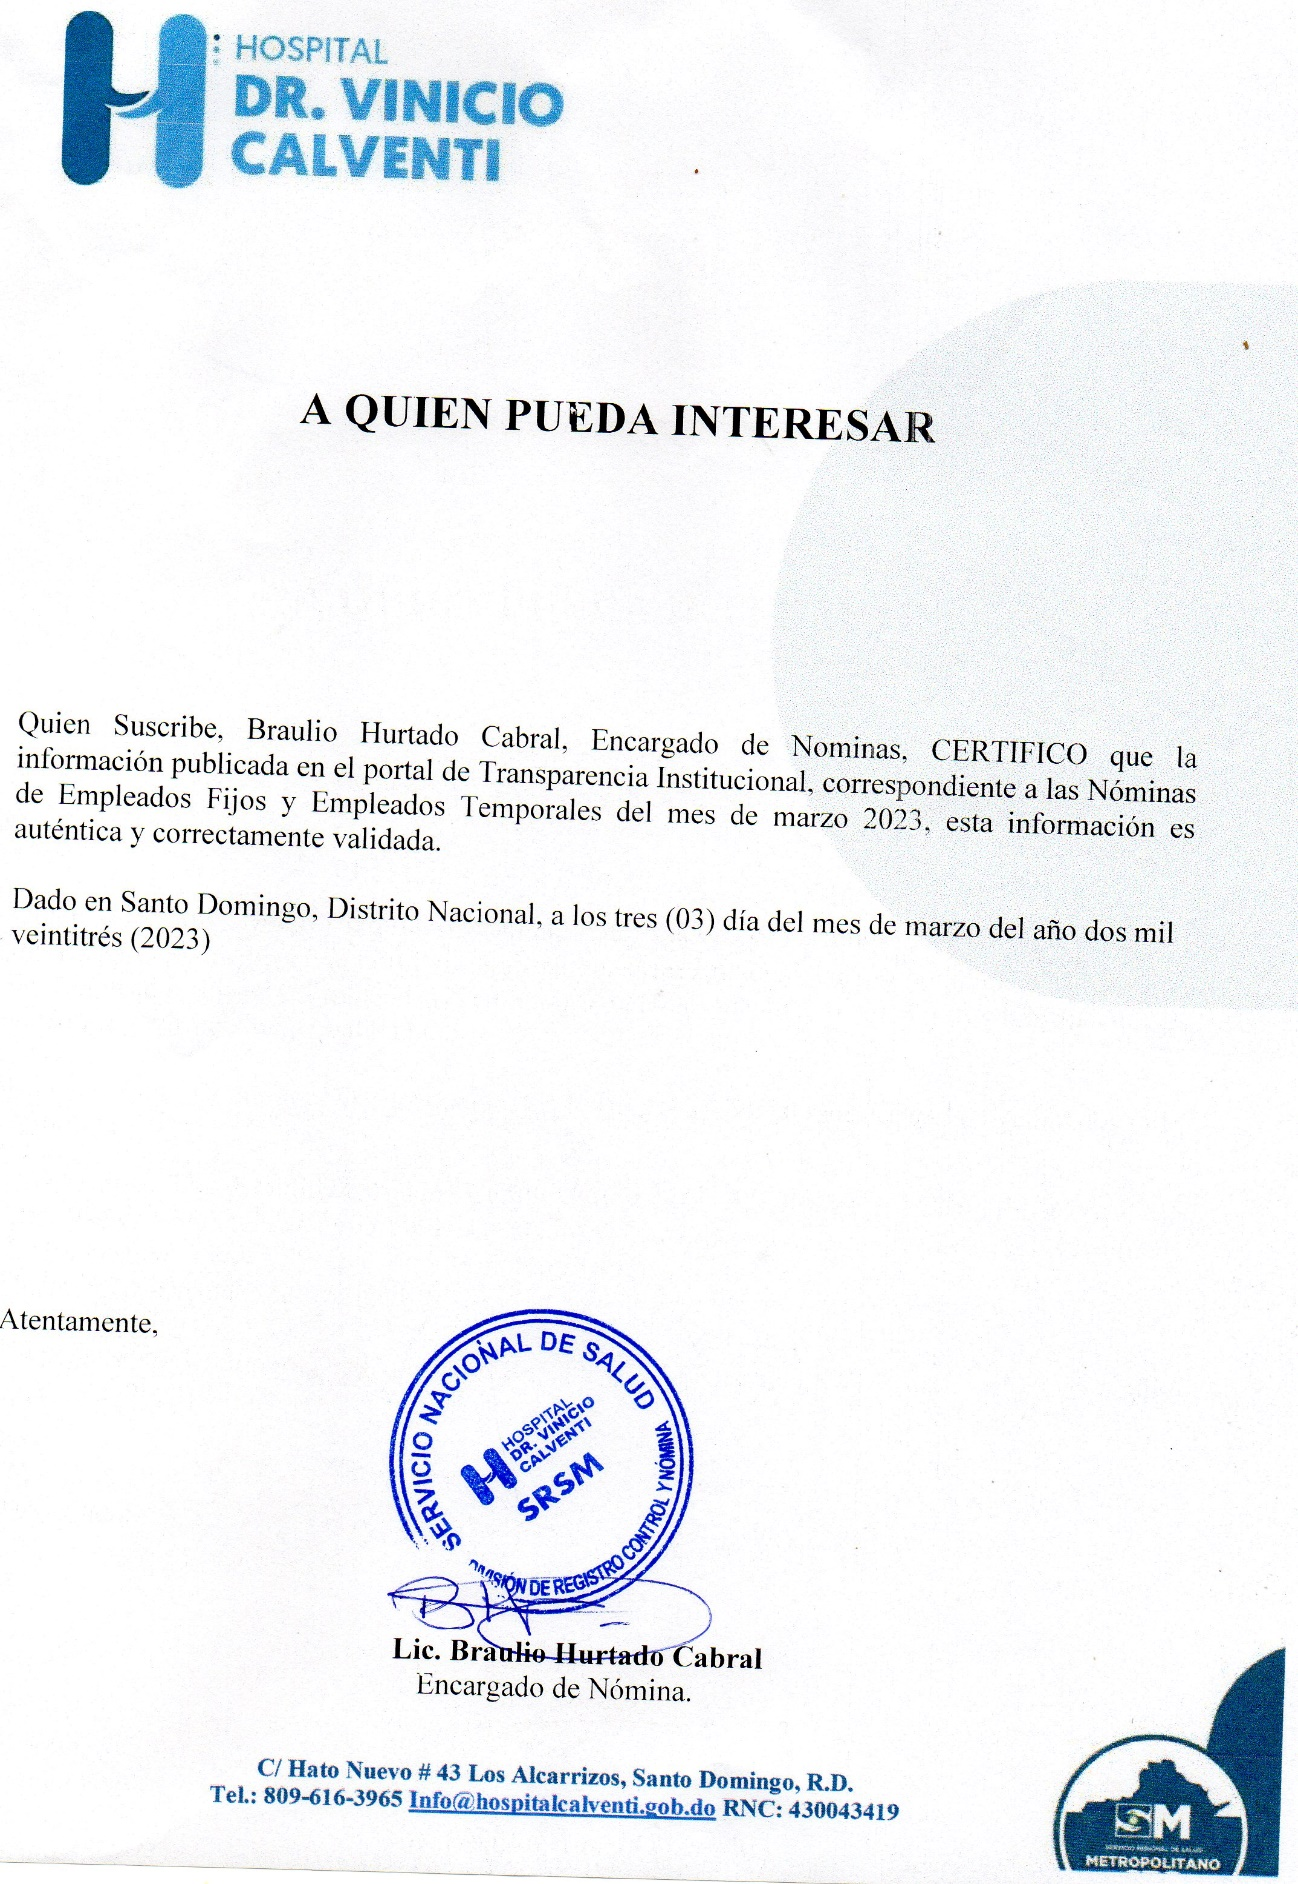 HOSPITAL
DR. VINICIO
CALVENTI
A QUIEN PUEDA INTERESAR
Quien Suscribe, Braulio Hurtado Cabral, Encargado de Nominas, CERTIFICO que la
información publicada en el portal de Transparencia Institucional, correspondiente a las Nóminas
de Empleados Fijos y Empleados Temporales del mes de marzo 2023, esta información es
auténtica y correctamente validada.
Dado en Santo Domingo, Distrito Nacional, a los tres (03) día del mes de marzo del año dos mil
veintitrés (2023)
Atentamente,
SERVICIO NACIONAL DE SALUD
HOSPITAL
DR. VINICIO
CALVENTI
SRSM
DIVISIÓN DE REGISTRO CONTROL Y NÓMINA
Lic. Braulio Hurtado Cabral
Encargado de Nómina.
C/ Hato Nuevo # 43 Los Alcarrizos, Santo Domingo, R.D.
Tel.: 809-616-3965 Info@hospitalcalventi.gob.do RNC: 430043419
SM
SERVICIO REGIONAL DE SALUD
METROPOLITANO